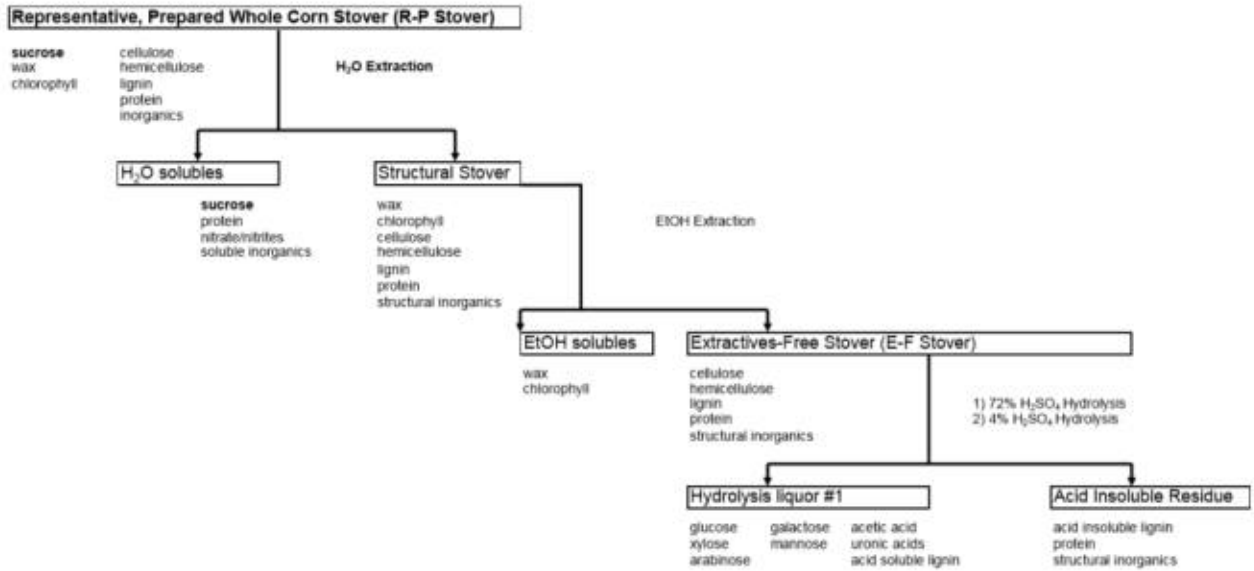 Representative, Prepared Whole Corn Stover (R-P Stover)
sucrose
wax
chlorophyll
cellulose
hemicellulose
lignin
protein
inorganics
H₂O Extraction
H₂O solubles
sucrose
protein
nitrate/nitrites
soluble inorganics
Structural Stover
wax
chlorophyll
cellulose
hemicellulose
lignin
protein
structural inorganics
EtOH Extraction
EtOH solubles
wax
chlorophyll
Extractives-Free Stover (E-F Stover)
cellulose
hemicellulose
lignin
protein
structural inorganics
1) 72% H₂SO₄ Hydrolysis
2) 4% H₂SO₄ Hydrolysis
Hydrolysis liquor #1
glucose
xylose
arabinose
galactose
mannose
acetic acid
uronic acids
acid soluble lignin
Acid Insoluble Residue
acid insoluble lignin
protein
structural inorganics